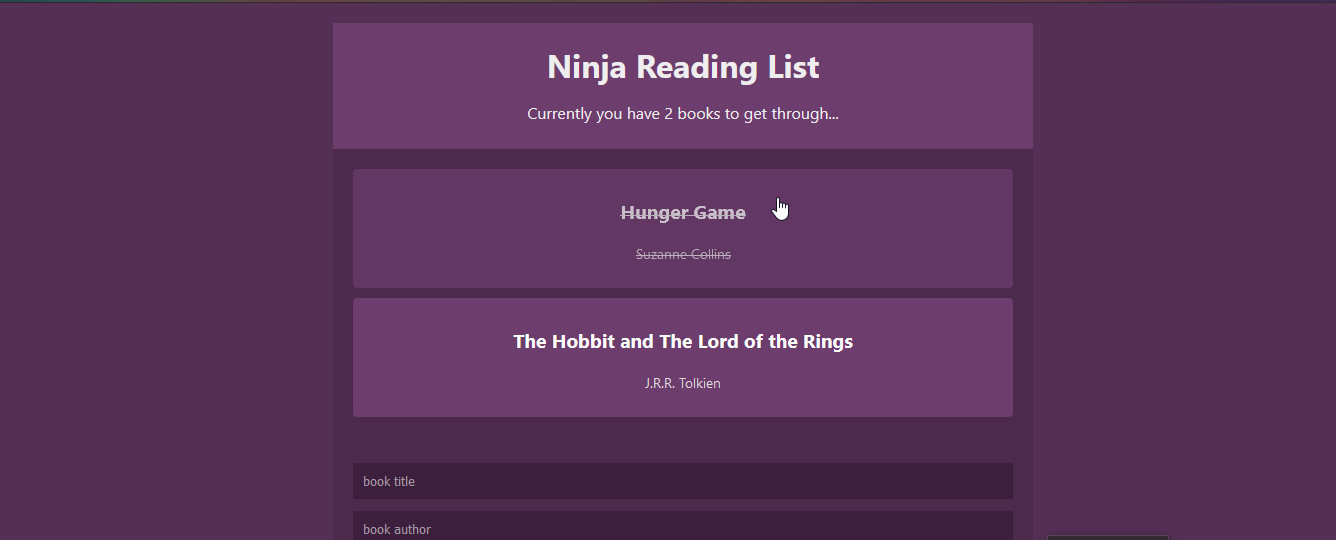 Ninja Reading List
Currently you have 2 books to get through...
Hunger Game
Suzanne Collins
The Hobbit and The Lord of the Rings
J.R.R. Tolkien
book title
book author